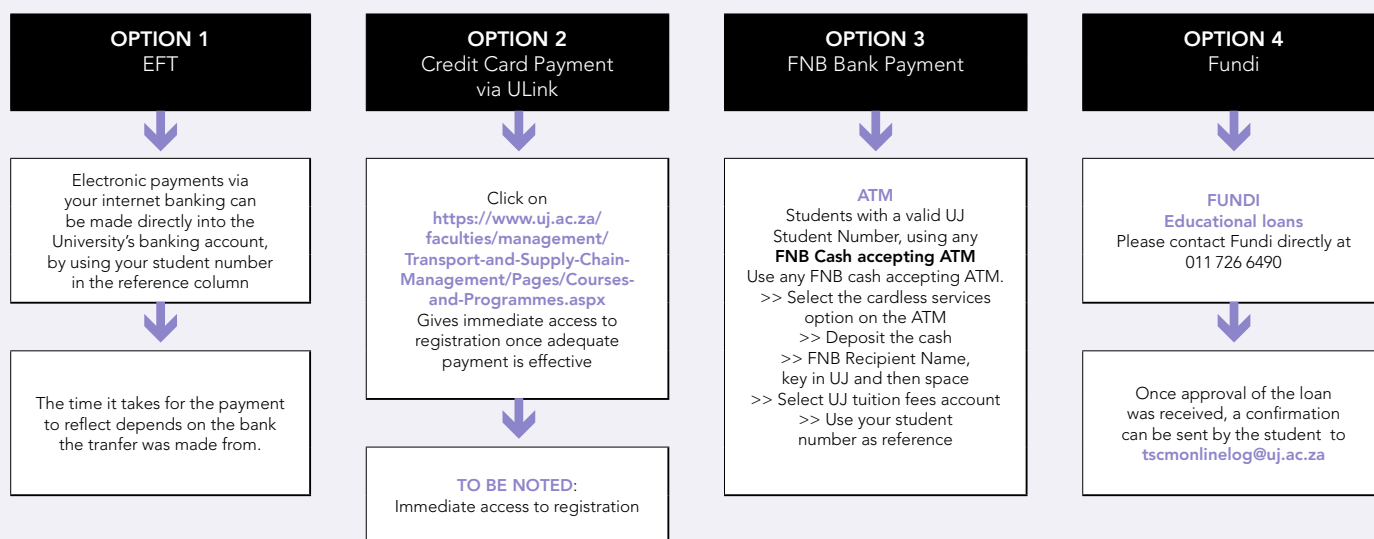 OPTION 1
EFT
Electronic payments via
your internet banking can
be made directly into the
University's banking account,
by using your student number
in the reference column
The time it takes for the payment
to reflect depends on the bank
the tranfer was made from.
OPTION 2
Credit Card Payment
via ULink
Click on
https://www.uj.ac.za/
faculties/management/
Transport-and-Supply-Chain-
Management/Pages/Courses-
and-Programmes.aspx
Gives immediate access to
registration once adequate
payment is effective
TO BE NOTED:
Immediate access to registration
OPTION 3
FNB Bank Payment
ATM
Students with a valid UJ
Student Number, using any
FNB Cash accepting ATM
Use any FNB cash accepting ATM.
>> Select the cardless services
option on the ATM
>> Deposit the cash
>> FNB Recipient Name,
key in UJ and then space
>> Select UJ tuition fees account
>> Use your student
number as reference
OPTION 4
Fundi
FUNDI
Educational loans
Please contact Fundi directly at
011 726 6490
Once approval of the loan
was received, a confirmation
can be sent by the student to
tscmonlinelog@uj.ac.za